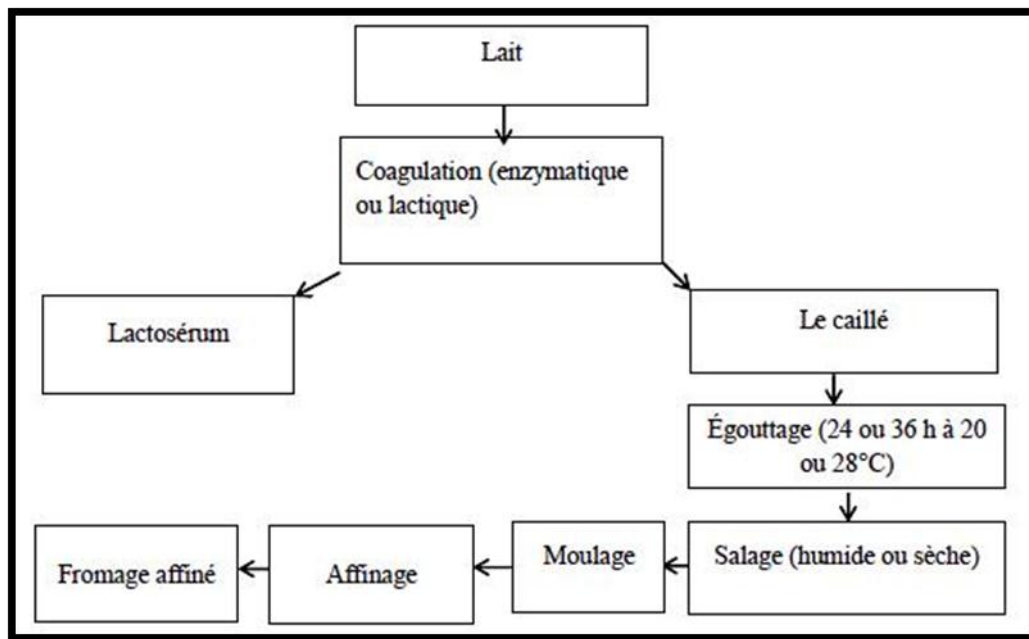 Lait
Coagulation (enzymatique
ou lactique)
Lactosérum
Le caillé
Égouttage (24 ou 36 h à 20
ou 28°C)
Salage (humide ou sèche)
Moulage
Affinage
Fromage affiné